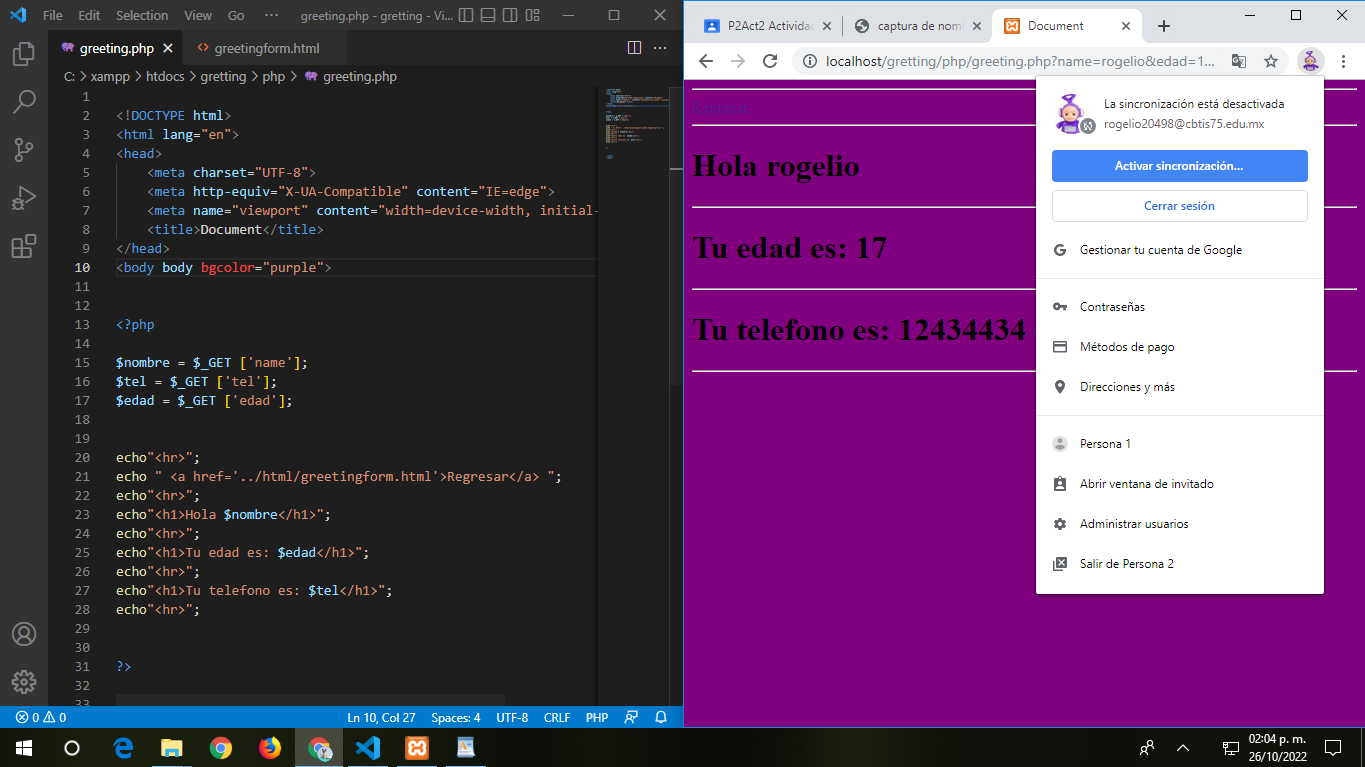 File Edit Selection View Go ··· greeting.php - gretting - Vi...
greeting.php greetingform.html
C: > xampp > htdocs > gretting > php > greeting.php
1
2 <!DOCTYPE html>
3 <html lang="en">
4 <head>
5 <meta charset="UTF-8">
6 <meta http-equiv="X-UA-Compatible" content="IE=edge">
7 <meta name="viewport" content="width=device-width, initial-
8 <title>Document</title>
9 </head>
10 <body body bgcolor="purple">
11
12
13 <?php
14
15 $nombre = $_GET ['name'];
16 $tel = $_GET ['tel'];
17 $edad = $_GET ['edad'];
18
19
20 echo"<hr>";
21 echo " <a href='../html/greetingform.html'>Regresar</a> ";
22 echo"<hr>";
23 echo"<h1>Hola $nombre</h1>";
24 echo"<hr>";
25 echo"<h1>Tu edad es: $edad</h1>";
26 echo"<hr>";
27 echo"<h1>Tu telefono es: $tel</h1>";
28 echo"<hr>";
29
30
31 ?>
32
33
0 0 Ln 10, Col 27 Spaces: 4 UTF-8 CRLF PHP
P2Act2 Actividad captura de nomi Document
localhost/gretting/php/greeting.php?name=rogelio&edad=1...
Regresar
Hola rogelio
Tu edad es: 17
Tu telefono es: 12434434
La sincronización está desactivada
rogelio20498@cbtis75.edu.mx
Activar sincronización...
Cerrar sesión
Gestionar tu cuenta de Google
Contraseñas
Métodos de pago
Direcciones y más
Persona 1
Abrir ventana de invitado
Administrar usuarios
Salir de Persona 2
02:04 p. m.
26/10/2022